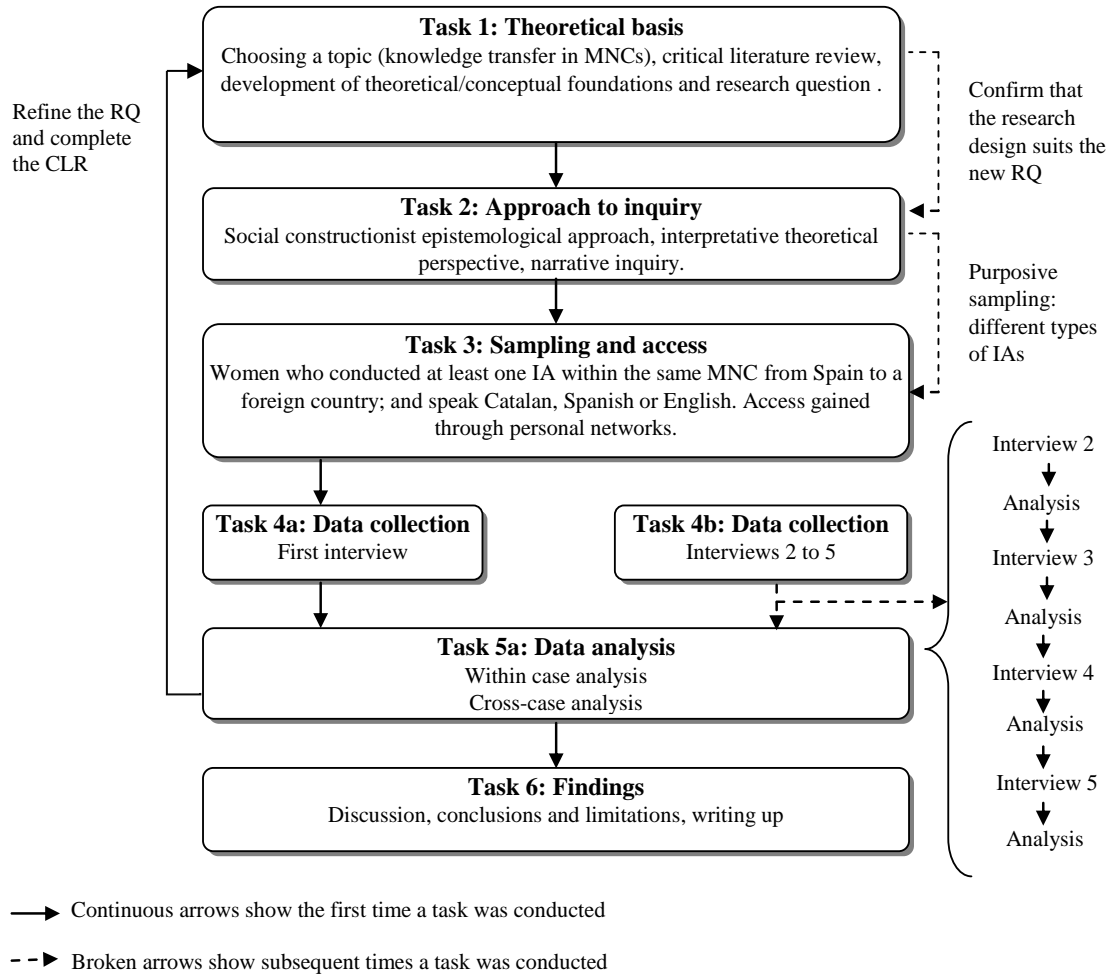 Task 1: Theoretical basis
Choosing a topic (knowledge transfer in MNCs), critical literature review,
development of theoretical/conceptual foundations and research question .
Refine the RQ
and complete
the CLR
Confirm that
the research
design suits the
new RQ
Task 2: Approach to inquiry
Social constructionist epistemological approach, interpretative theoretical
perspective, narrative inquiry.
Purposive
sampling:
different types
of IAs
Task 3: Sampling and access
Women who conducted at least one IA within the same MNC from Spain to a
foreign country; and speak Catalan, Spanish or English. Access gained
through personal networks.
Task 4a: Data collection
First interview
Task 4b: Data collection
Interviews 2 to 5
Interview 2
Analysis
Interview 3
Analysis
Interview 4
Analysis
Interview 5
Analysis
Task 5a: Data analysis
Within case analysis
Cross-case analysis
Task 6: Findings
Discussion, conclusions and limitations, writing up
Continuous arrows show the first time a task was conducted
Broken arrows show subsequent times a task was conducted